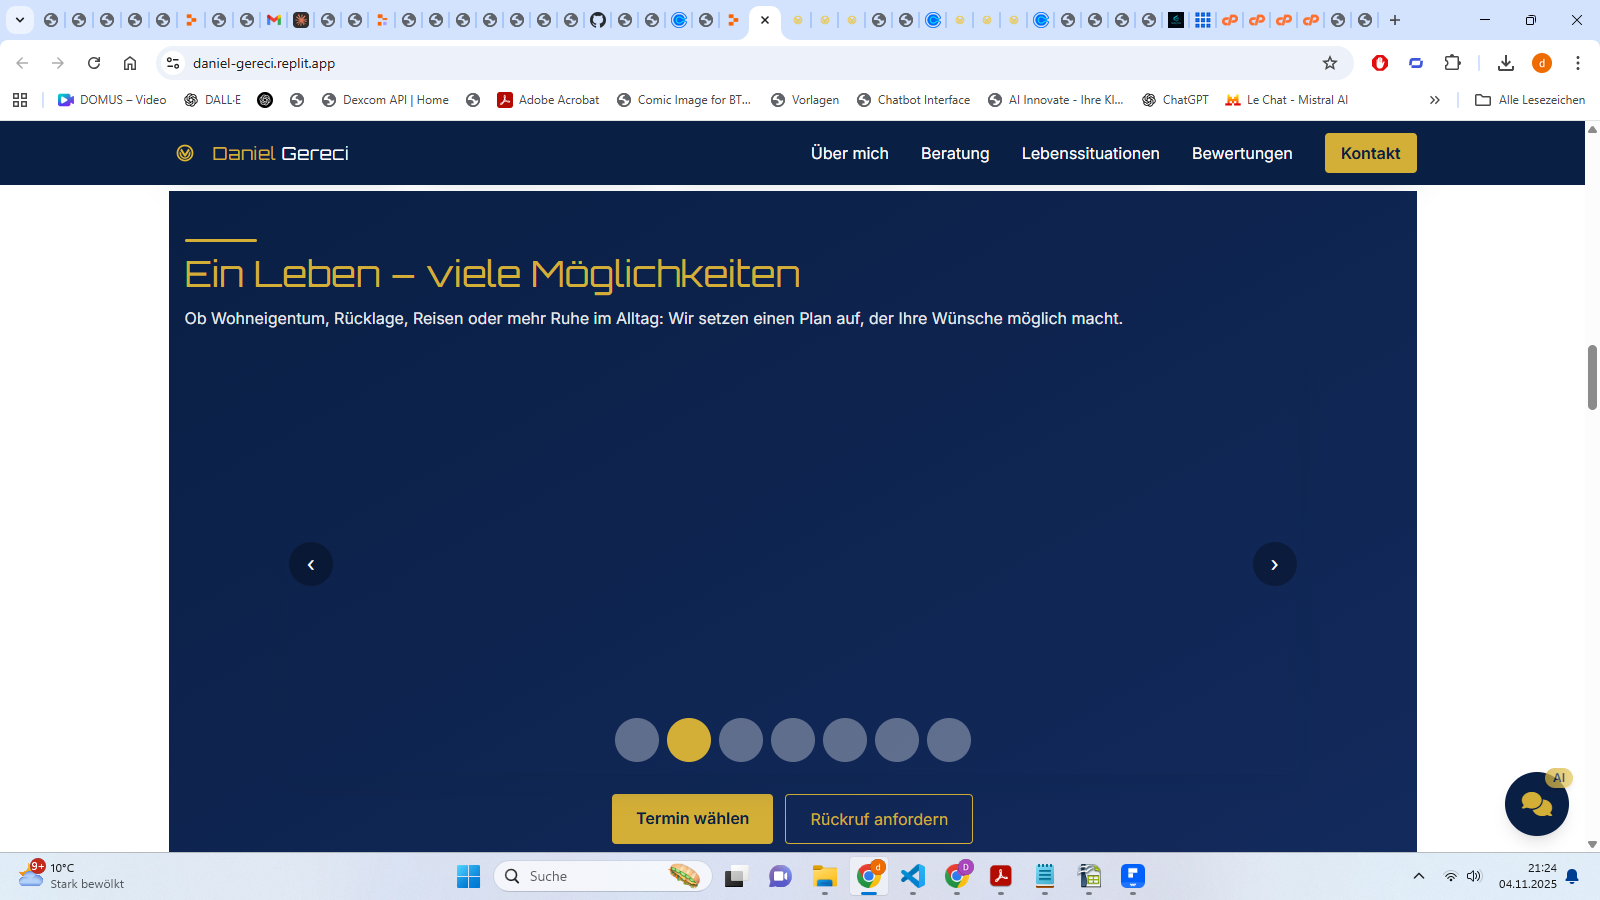 daniel-gereci.replit.app
DOMUS – Video
DALL·E
Dexcom API | Home
Adobe Acrobat
Comic Image for BT...
Vorlagen
Chatbot Interface
AI Innovate - Ihre KI...
ChatGPT
Le Chat - Mistral AI
»
Alle Lesezeichen
Daniel Gereci
Über mich
Beratung
Lebenssituationen
Bewertungen
Kontakt
Ein Leben – viele Möglichkeiten
Ob Wohneigentum, Rücklage, Reisen oder mehr Ruhe im Alltag: Wir setzen einen Plan auf, der Ihre Wünsche möglich macht.
‹
›
AI
Termin wählen
Rückruf anfordern
9+
10°C
Stark bewölkt
Suche
d
D
21:24
04.11.2025